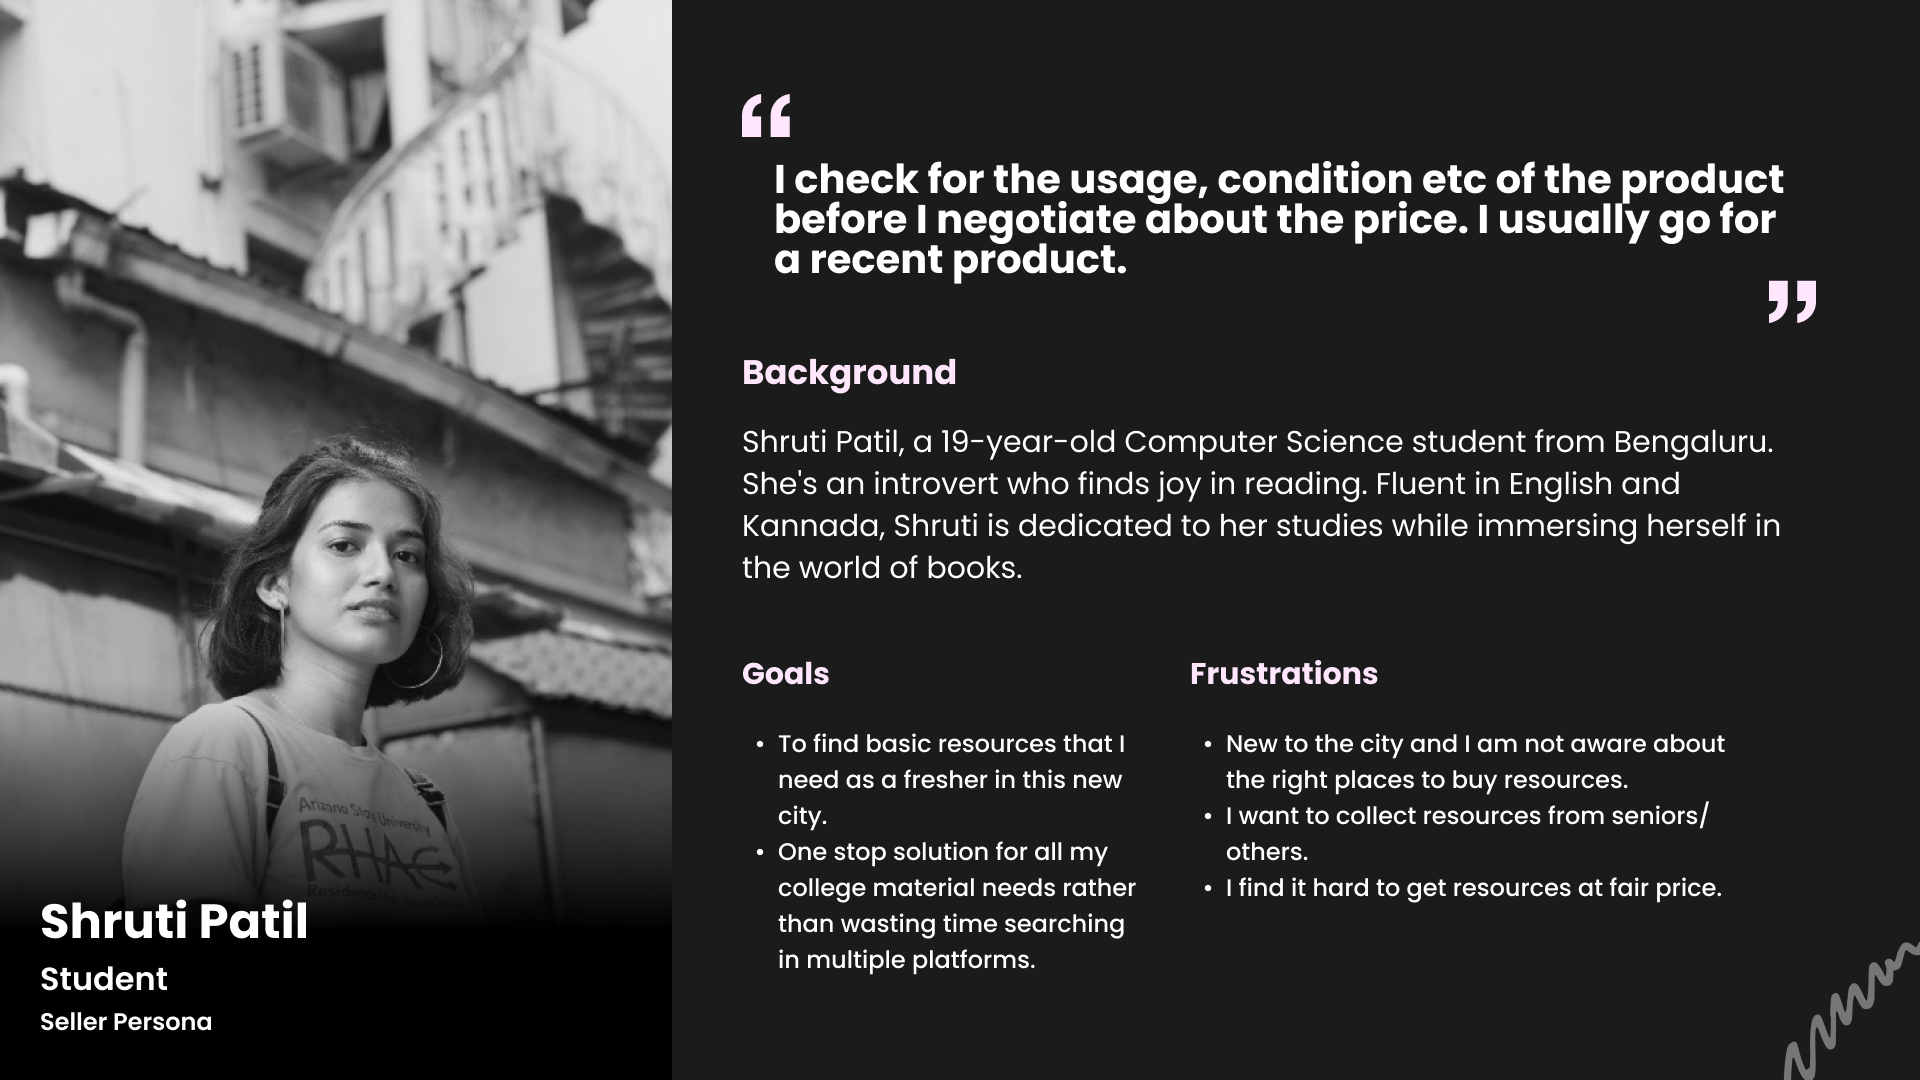 I check for the usage, condition etc of the product
before I negotiate about the price. I usually go for
a recent product.
Background
Shruti Patil, a 19-year-old Computer Science student from Bengaluru.
She's an introvert who finds joy in reading. Fluent in English and
Kannada, Shruti is dedicated to her studies while immersing herself in
the world of books.
Goals
• To find basic resources that I
need as a fresher in this new
city.
• One stop solution for all my
college material needs rather
than wasting time searching
in multiple platforms.
Frustrations
• New to the city and I am not aware about
the right places to buy resources.
• I want to collect resources from seniors/
others.
• I find it hard to get resources at fair price.
Arizona State University
RHA
Residence Hall
Shruti Patil
Student
Seller Persona